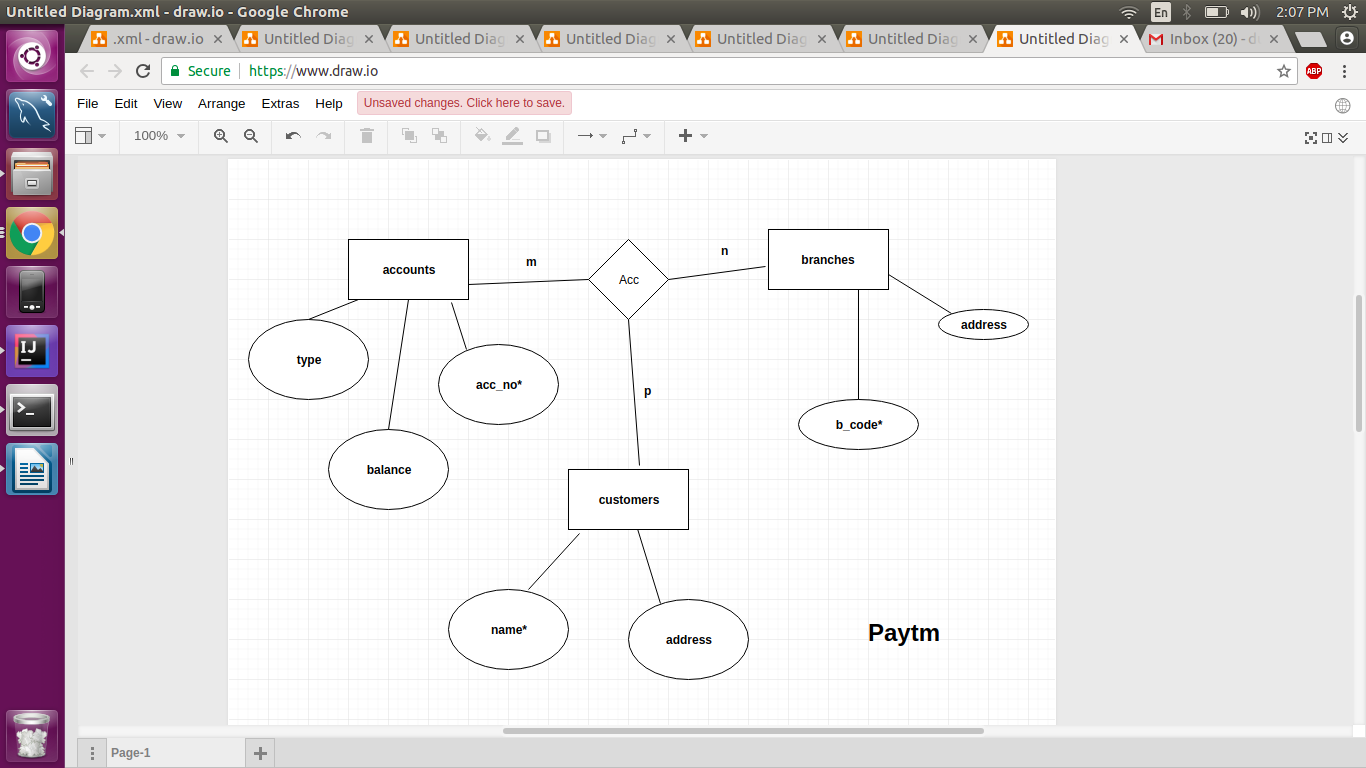 Untitled Diagram.xml - draw.io - Google Chrome
En
2:07 PM
.xml - draw.io
Untitled Diag
Untitled Diag
Untitled Diag
Untitled Diag
Untitled Diag
Untitled Diag
Inbox (20) - d
Secure
https://www.draw.io
ABP
File Edit View Arrange Extras Help
Unsaved changes. Click here to save.
100%
accounts
m
Acc
n
branches
type
acc_no*
address
balance
p
b_code*
customers
name*
address
Paytm
IJ
Page-1